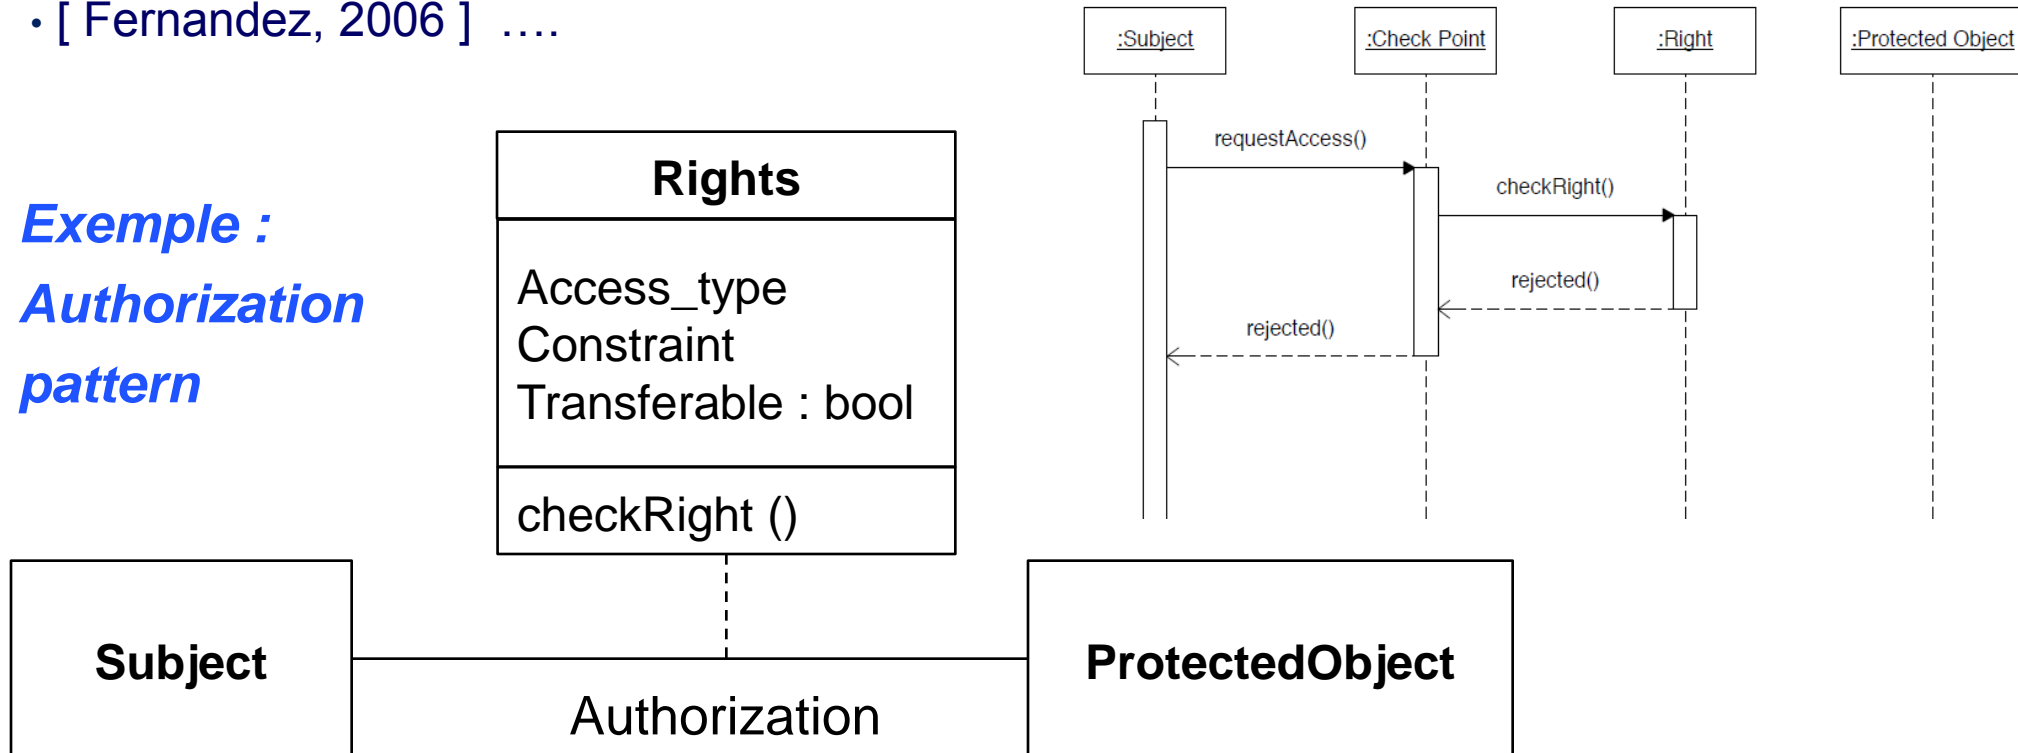 • [ Fernandez, 2006 ] ....
Exemple :
Authorization
pattern
Rights
Access_type
Constraint
Transferable : bool
checkRight ()
Subject
Authorization
ProtectedObject
:Subject
:Check Point
:Right
:Protected Object
requestAccess()
checkRight()
rejected()
rejected()